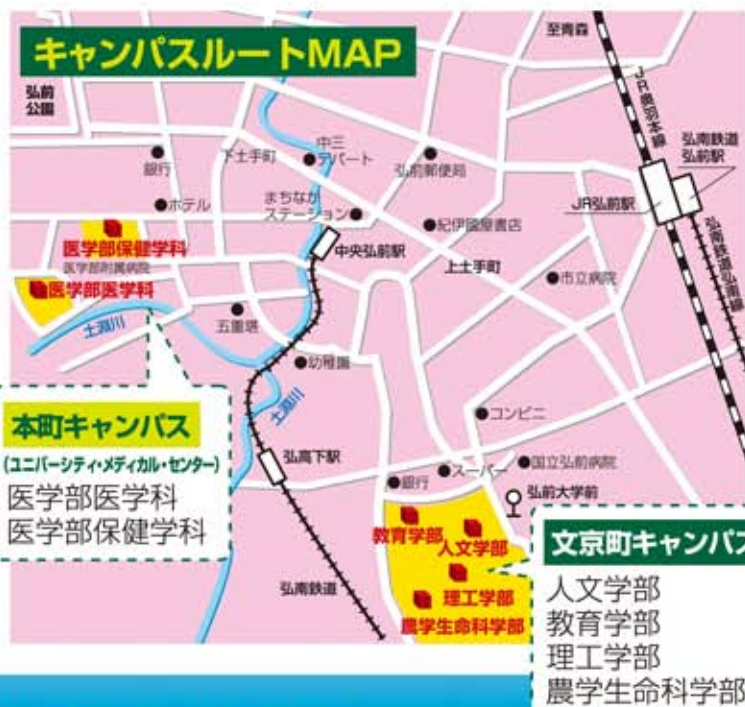 キャンパスルートMAP
至青森
JR奥羽本線
弘前
公園
銀行
下土手町
中三
デパート
弘前郵便局
弘南鉄道
弘前駅
JR弘前駅
ホテル
まちなか
ステーション
紀伊國屋書店
医学部保健学科
医学部附属病院
医学部医学科
中央弘前駅
上土手町
市立病院
弘南鉄道弘南線
五重塔
土淵川
幼稚園
土淵川
コンビニ
本町キャンパス
(ユニバーシティ・メディカル・センター)
医学部医学科
医学部保健学科
弘高下駅
銀行
スーパー
国立弘前病院
弘前大学前
教育学部
人文学部
理工学部
農学生命科学部
弘南鉄道
文京町キャンパス
人文学部
教育学部
理工学部
農学生命科学部